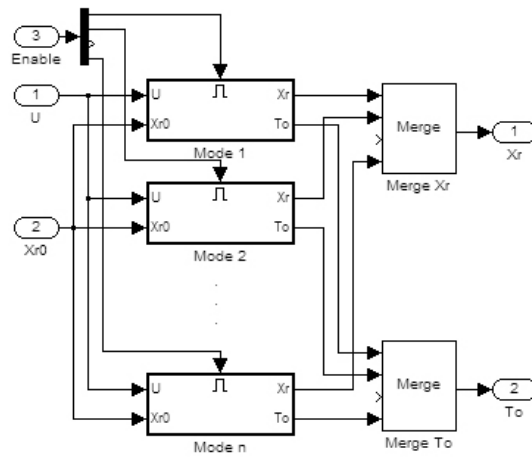 3
Enable
1
U
2
Xr0
U
Xr0
Xr
To
Mode 1
U
Xr0
Xr
To
Mode 2
U
Xr0
Xr
To
Mode n
Merge
Merge Xr
1
Xr
Merge
Merge To
2
To